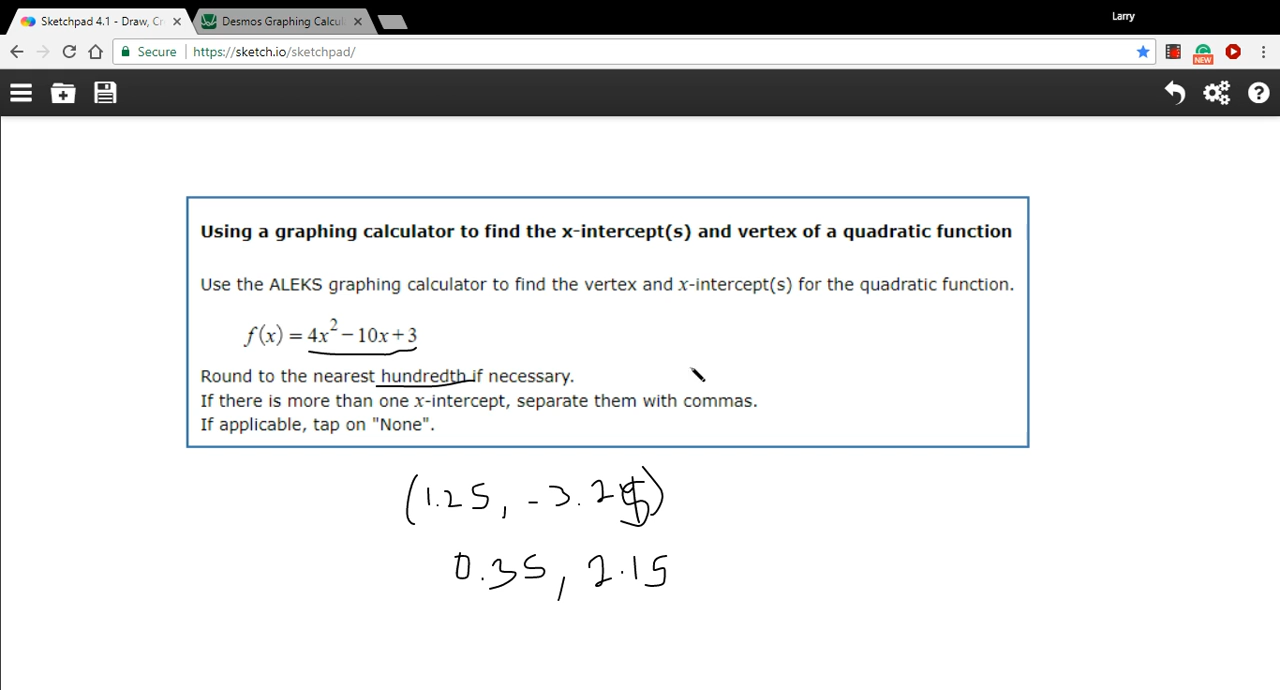 Larry
Sketchpad 4.1 - Draw, Cr
Desmos Graphing Calcul
Secure
https://sketch.io/sketchpad/
NEW
Using a graphing calculator to find the x-intercept(s) and vertex of a quadratic function
Use the ALEKS graphing calculator to find the vertex and x-intercept(s) for the quadratic function.
f(x) = 4x² − 10x + 3
Round to the nearest hundredth if necessary.
If there is more than one x-intercept, separate them with commas.
If applicable, tap on "None".
(1.25, -3.25)
0.35, 2.15